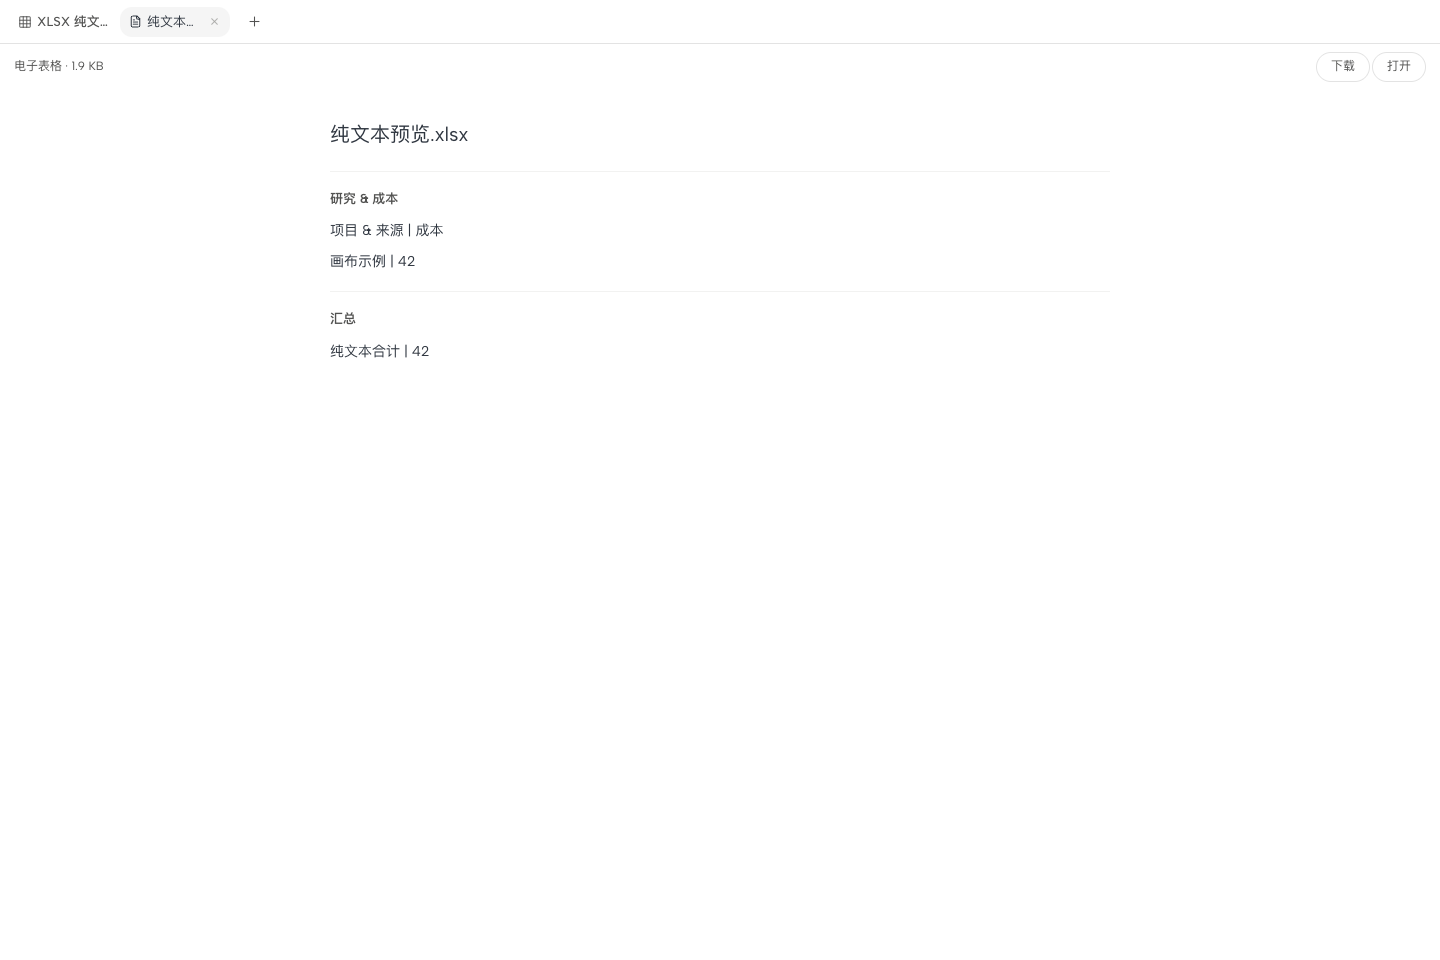 XLSX 纯文...
纯文本...
电子表格 · 1.9 KB
下载
打开
纯文本预览.xlsx
研究 & 成本
项目 & 来源 | 成本
画布示例 | 42
汇总
纯文本合计 | 42